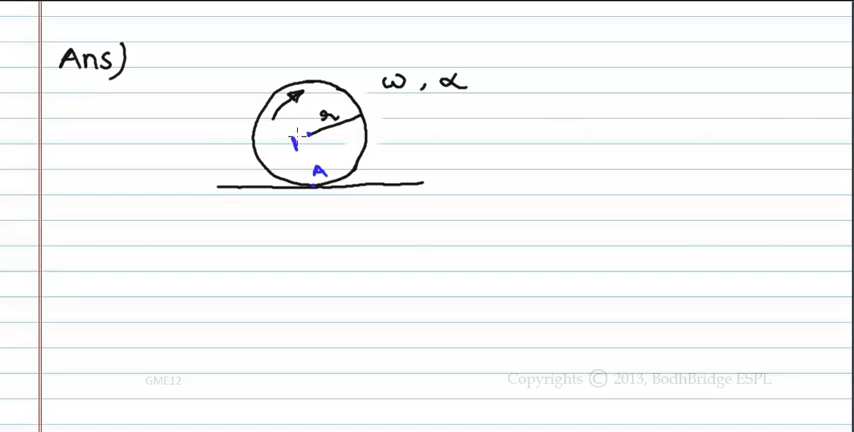 Ans)
ω, α
r
A
GME12
Copyrights © 2013, BodhBridge ESPL